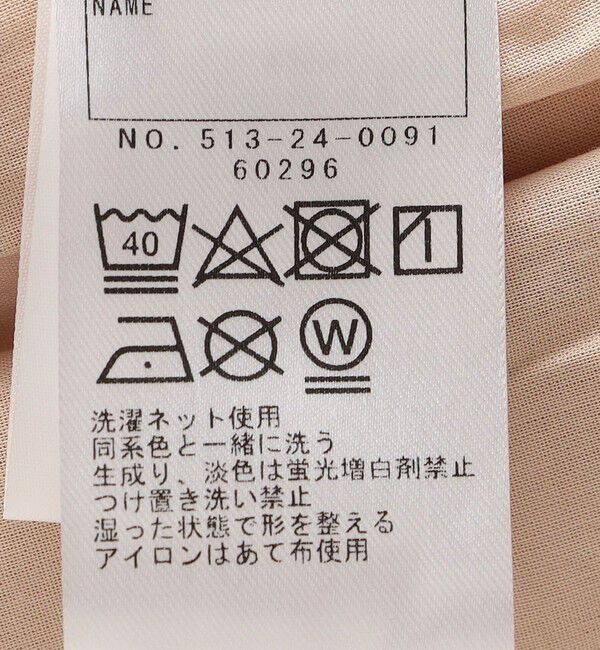 NAME
NO. 513-24-0091
60296
40
W
洗濯ネット使用
同系色と一緒に洗う
生成り、淡色は蛍光増白剤禁止
つけ置き洗い禁止
湿った状態で形を整える
アイロンはあて布使用